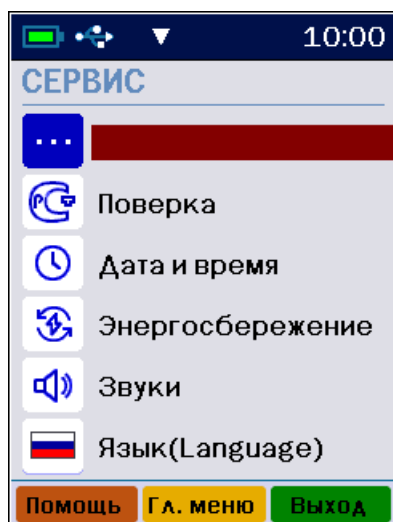 10:00
СЕРВИС
...
Поверка
Дата и время
Энергосбережение
Звуки
Язык(Language)
Помощь Гл. меню Выход